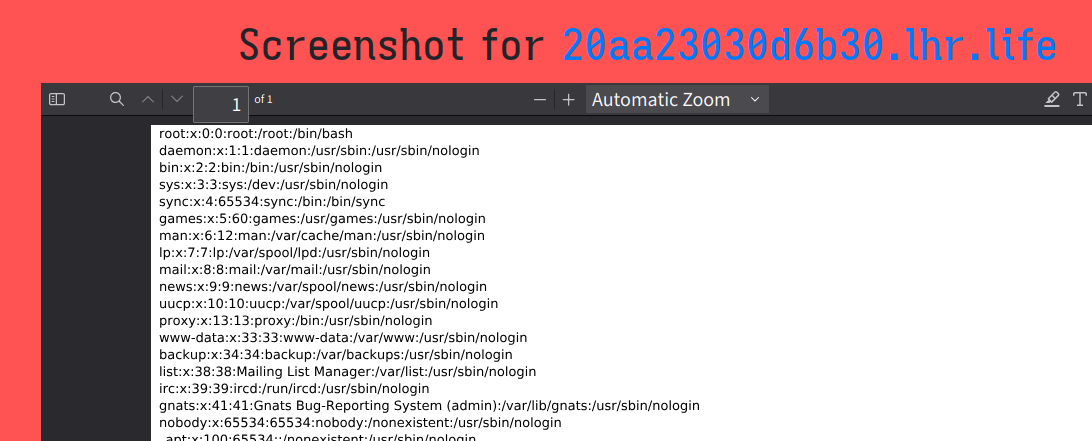 Screenshot for 20aa23030d6b30.lhr.life
1 of 1 Automatic Zoom
root:x:0:0:root:/root:/bin/bash
daemon:x:1:1:daemon:/usr/sbin:/usr/sbin/nologin
bin:x:2:2:bin:/bin:/usr/sbin/nologin
sys:x:3:3:sys:/dev:/usr/sbin/nologin
sync:x:4:65534:sync:/bin:/bin/sync
games:x:5:60:games:/usr/games:/usr/sbin/nologin
man:x:6:12:man:/var/cache/man:/usr/sbin/nologin
lp:x:7:7:lp:/var/spool/lpd:/usr/sbin/nologin
mail:x:8:8:mail:/var/mail:/usr/sbin/nologin
news:x:9:9:news:/var/spool/news:/usr/sbin/nologin
uucp:x:10:10:uucp:/var/spool/uucp:/usr/sbin/nologin
proxy:x:13:13:proxy:/bin:/usr/sbin/nologin
www-data:x:33:33:www-data:/var/www:/usr/sbin/nologin
backup:x:34:34:backup:/var/backups:/usr/sbin/nologin
list:x:38:38:Mailing List Manager:/var/list:/usr/sbin/nologin
irc:x:39:39:ircd:/run/ircd:/usr/sbin/nologin
gnats:x:41:41:Gnats Bug-Reporting System (admin):/var/lib/gnats:/usr/sbin/nologin
nobody:x:65534:65534:nobody:/nonexistent:/usr/sbin/nologin
_apt:x:100:65534::/nonexistent:/usr/sbin/nologin